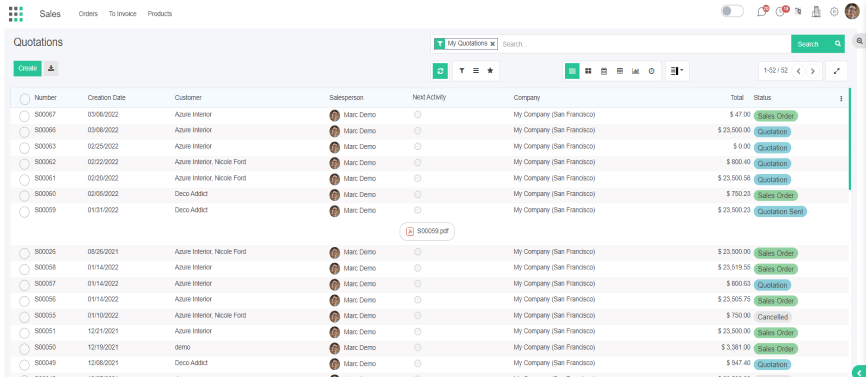 Sales Orders To Invoice Products
Quotations
My Quotations x Search... Search
Create 1-52 / 52
Number Creation Date Customer Salesperson Next Activity Company Total Status
S00067 03/08/2022 Azure Interior Marc Demo My Company (San Francisco) $ 47.00 Sales Order
S00066 03/08/2022 Azure Interior Marc Demo My Company (San Francisco) $ 23,500.00 Quotation
S00063 02/25/2022 Azure Interior Marc Demo My Company (San Francisco) $ 0.00 Quotation
S00062 02/22/2022 Azure Interior, Nicole Ford Marc Demo My Company (San Francisco) $ 800.40 Quotation
S00061 02/20/2022 Azure Interior, Nicole Ford Marc Demo My Company (San Francisco) $ 23,500.58 Quotation
S00060 02/05/2022 Deco Addict Marc Demo My Company (San Francisco) $ 750.23 Sales Order
S00059 01/31/2022 Deco Addict Marc Demo My Company (San Francisco) $ 23,500.23 Quotation Sent
S00059.pdf
S00026 08/26/2021 Azure Interior, Nicole Ford Marc Demo My Company (San Francisco) $ 23,500.00 Sales Order
S00058 01/14/2022 Azure Interior Marc Demo My Company (San Francisco) $ 23,519.55 Sales Order
S00057 01/14/2022 Azure Interior Marc Demo My Company (San Francisco) $ 800.63 Quotation
S00056 01/14/2022 Azure Interior Marc Demo My Company (San Francisco) $ 23,505.75 Sales Order
S00055 01/10/2022 Azure Interior, Nicole Ford Marc Demo My Company (San Francisco) $ 750.00 Cancelled
S00051 12/21/2021 Azure Interior Marc Demo My Company (San Francisco) $ 23,500.00 Sales Order
S00050 12/19/2021 demo Marc Demo My Company (San Francisco) $ 3,381.00 Sales Order
S00049 12/08/2021 Deco Addict Marc Demo My Company (San Francisco) $ 947.40 Quotation